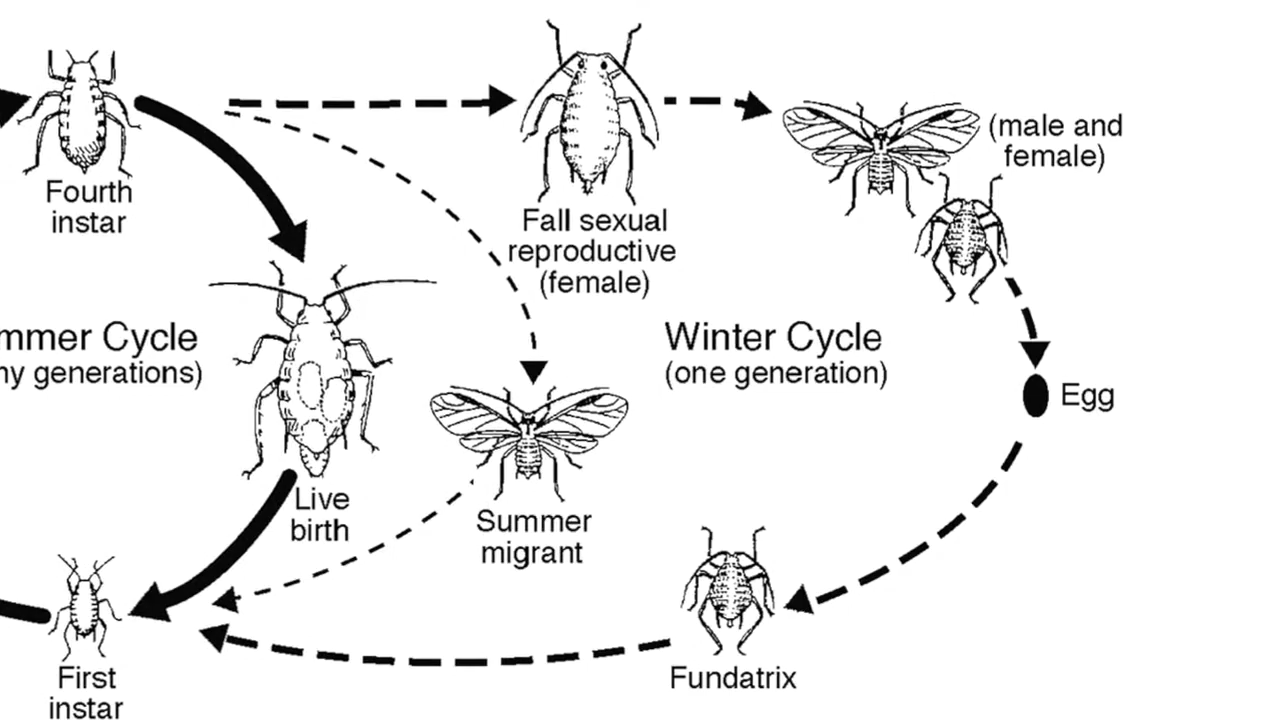 (male and
female)
Fourth
instar
Fall sexual
reproductive
(female)
mmer Cycle
ny generations)
Winter Cycle
(one generation)
Egg
Live
birth
Summer
migrant
First
instar
Fundatrix